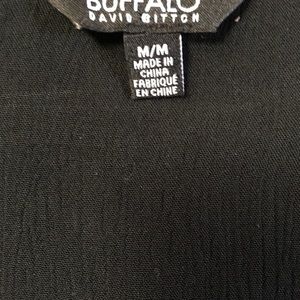 BUFFALO
DAVID BITTON
M/M
MADE IN
CHINA
FABRIQUÉ
EN CHINE